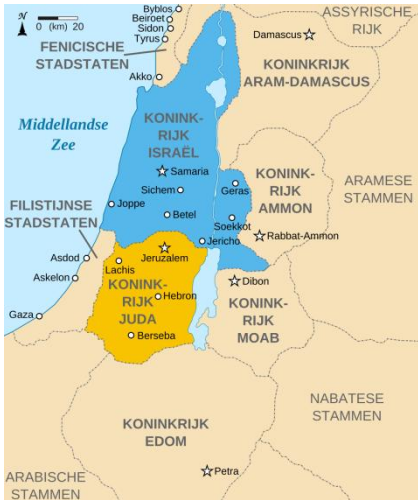 Byblos
Beiroet
Sidon
Tyrus
ASSYRISCHE
RIJK
N
0 (km) 20
FENICISCHE
STADSTATEN
Damascus
KONINKRIJK
ARAM-DAMASCUS
Akko
Middellandse
Zee
KONINK-
RIJK
ISRAËL
Samaria
Sichem
Geras
KONINK-
RIJK
AMMON
ARAMESE
STAMMEN
Joppe
Betel
Soekkot
FILISTIJNSE
STADSTATEN
Jericho
Rabbat-Ammon
Jeruzalem
Asdod
Lachis
Askelon
KONINK-
RIJK
JUDA
Hebron
Dibon
KONINK-
RIJK
MOAB
Gaza
Berseba
NABATESE
STAMMEN
KONINKRIJK
EDOM
Petra
ARABISCHE
STAMMEN